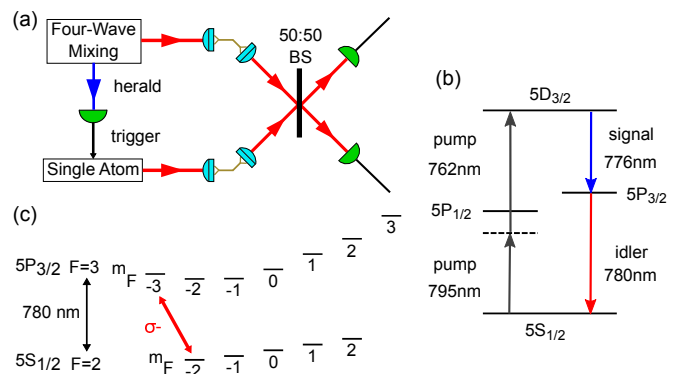 (a)
Four-Wave
Mixing
herald
trigger
Single Atom
50:50
BS
(b)
5D3/2
pump
762nm
signal
776nm
5P1/2
5P3/2
pump
795nm
idler
780nm
5S1/2
(c)
5P3/2 F=3
mF
-3 -2 -1 0 1 2 3
780 nm
σ-
5S1/2 F=2
mF
-2 -1 0 1 2